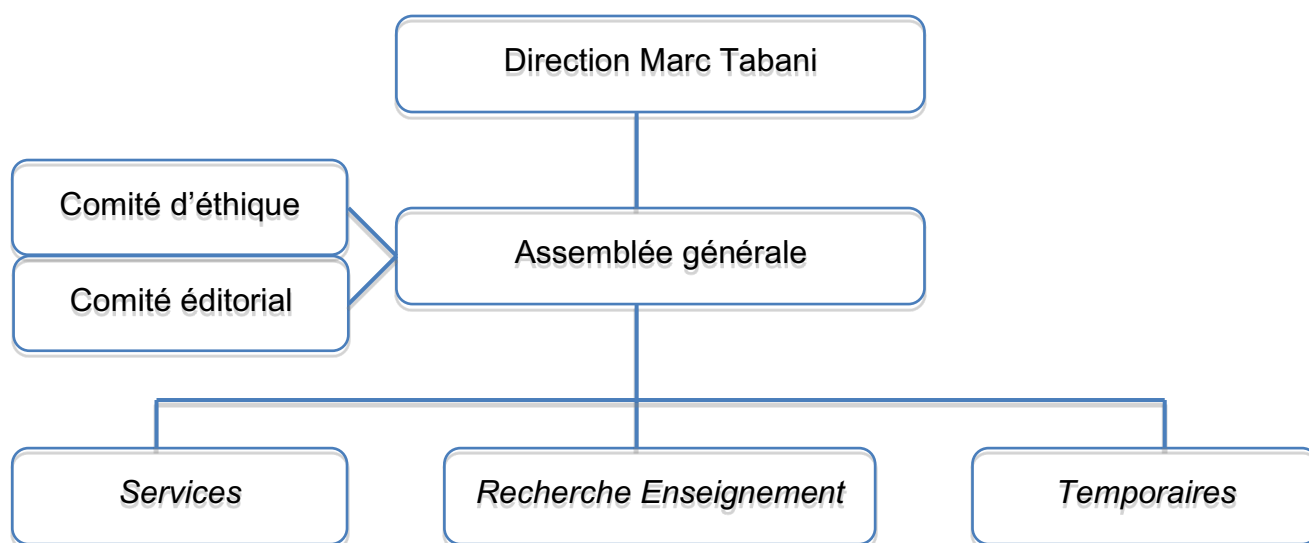 Direction Marc Tabani
Comité d’éthique
Assemblée générale
Comité éditorial
Services
Recherche Enseignement
Temporaires